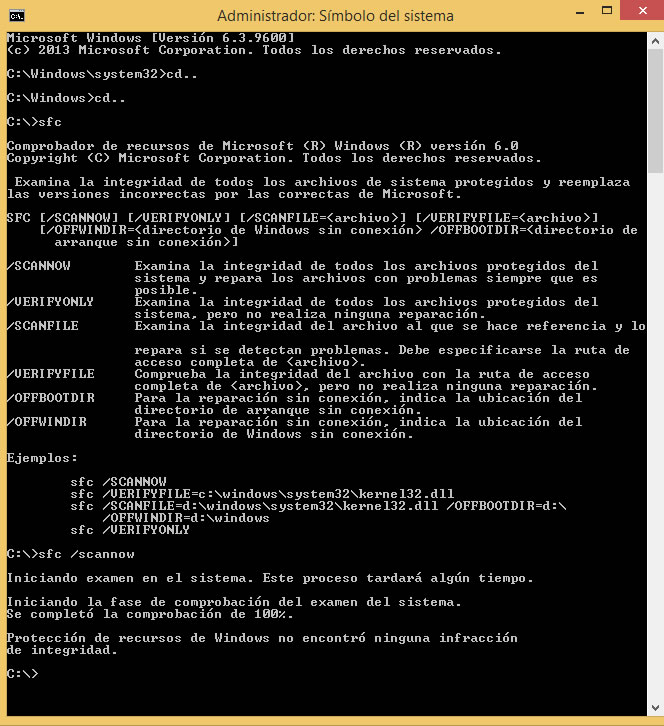 Administrador: Símbolo del sistema
Microsoft Windows [Versión 6.3.9600]
(c) 2013 Microsoft Corporation. Todos los derechos reservados.
C:\Windows\system32>cd..
C:\Windows>cd..
C:\>sfc
Comprobador de recursos de Microsoft (R) Windows (R) versión 6.0
Copyright (C) Microsoft Corporation. Todos los derechos reservados.
Examina la integridad de todos los archivos de sistema protegidos y reemplaza
las versiones incorrectas por las correctas de Microsoft.
SFC [/SCANNOW] [/VERIFYONLY] [/SCANFILE=<archivo>] [/VERIFYFILE=<archivo>]
[/OFFWINDIR=<directorio de Windows sin conexión> /OFFBOOTDIR=<directorio de
arranque sin conexión>]
/SCANNOW Examina la integridad de todos los archivos protegidos del
sistema y repara los archivos con problemas siempre que es
posible.
/VERIFYONLY Examina la integridad de todos los archivos protegidos del
sistema, pero no realiza ninguna reparación.
/SCANFILE Examina la integridad del archivo al que se hace referencia y lo
repara si se detectan problemas. Debe especificarse la ruta de
acceso completa de <archivo>.
/VERIFYFILE Comprueba la integridad del archivo con la ruta de acceso
completa de <archivo>, pero no realiza ninguna reparación.
/OFFBOOTDIR Para la reparación sin conexión, indica la ubicación del
directorio de arranque sin conexión.
/OFFWINDIR Para la reparación sin conexión, indica la ubicación del
directorio de Windows sin conexión.
Ejemplos:
sfc /SCANNOW
sfc /VERIFYFILE=c:\windows\system32\kernel32.dll
sfc /SCANFILE=d:\windows\system32\kernel32.dll /OFFBOOTDIR=d:\
/OFFWINDIR=d:\windows
sfc /VERIFYONLY
C:\>sfc /scannow
Iniciando examen en el sistema. Este proceso tardará algún tiempo.
Iniciando la fase de comprobación del examen del sistema.
Se completó la comprobación de 100%.
Protección de recursos de Windows no encontró ninguna infracción
de integridad.
C:\>